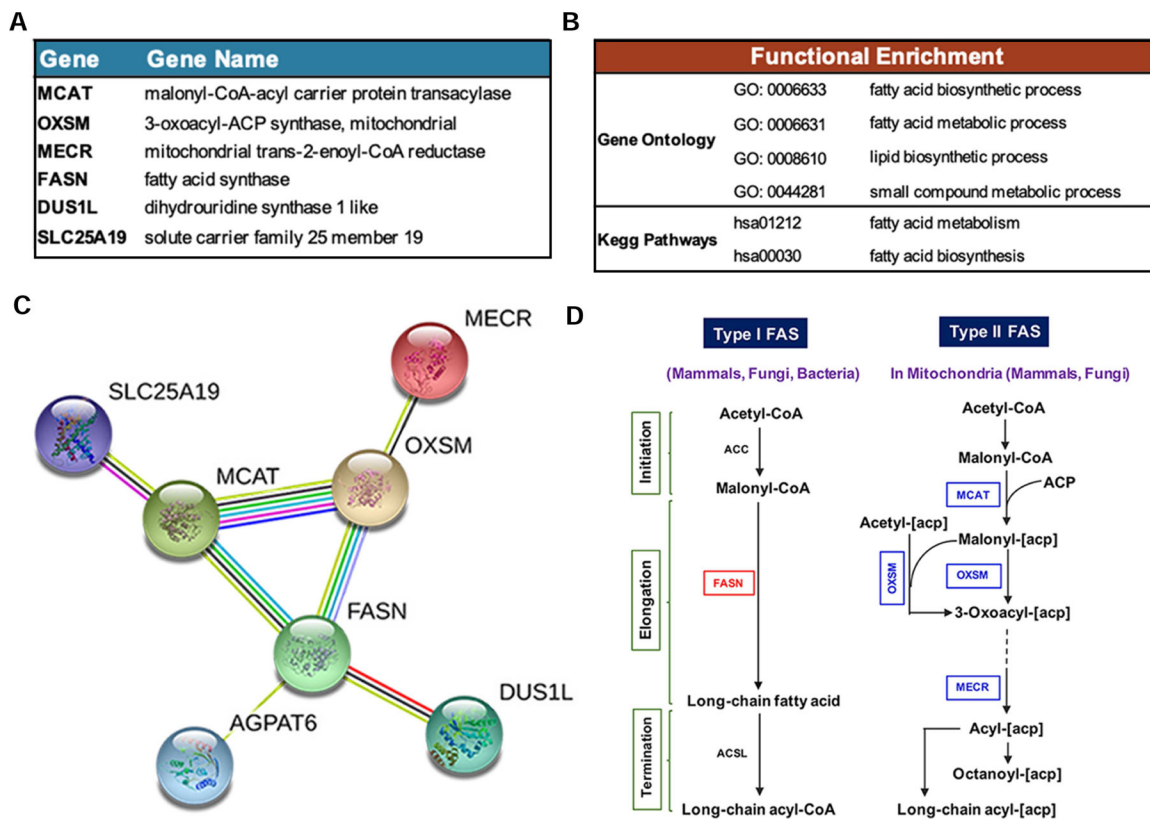 A
Gene Gene Name
MCAT malonyl-CoA-acyl carrier protein transacylase
OXSM 3-oxoacyl-ACP synthase, mitochondrial
MECR mitochondrial trans-2-enoyl-CoA reductase
FASN fatty acid synthase
DUS1L dihydrouridine synthase 1 like
SLC25A19 solute carrier family 25 member 19
B
Functional Enrichment
Gene Ontology
GO: 0006633 fatty acid biosynthetic process
GO: 0006631 fatty acid metabolic process
GO: 0008610 lipid biosynthetic process
GO: 0044281 small compound metabolic process
Kegg Pathways
hsa01212 fatty acid metabolism
hsa00030 fatty acid biosynthesis
C
MECR
SLC25A19
OXSM
MCAT
FASN
DUS1L
AGPAT6
D
Type I FAS
(Mammals, Fungi, Bacteria)
Initiation
Elongation
Termination
Acetyl-CoA
ACC
Malonyl-CoA
FASN
Long-chain fatty acid
ACSL
Long-chain acyl-CoA
Type II FAS
In Mitochondria (Mammals, Fungi)
Acetyl-CoA
Malonyl-CoA
MCAT
ACP
Acetyl-[acp]
Malonyl-[acp]
OXSM
OXSM
3-Oxoacyl-[acp]
MECR
Acyl-[acp]
Octanoyl-[acp]
Long-chain acyl-[acp]